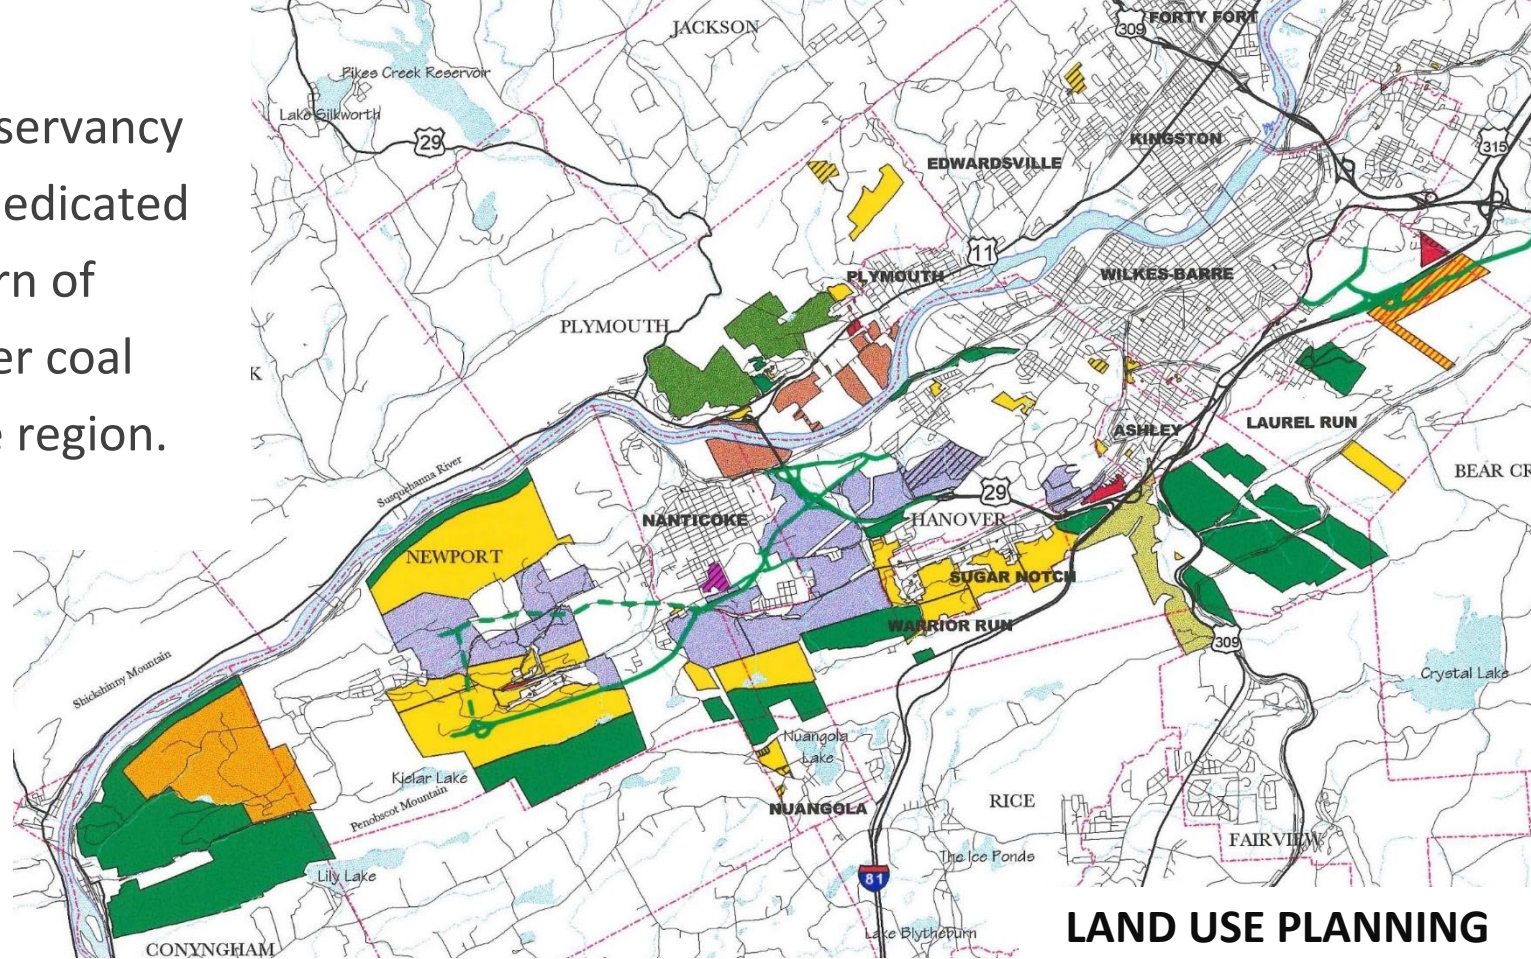 servancy
edicated
rn of
er coal
e region.
JACKSON
309
FORTY FORT
Pikes Creek Reservoir
Lake Silkworth
29
KINGSTON
315
EDWARDSVILLE
11
PLYMOUTH
WILKES-BARRE
PLYMOUTH
K
ASHLEY
LAUREL RUN
BEAR CR
Susquehanna River
29
NANTICOKE
HANOVER
NEWPORT
SUGAR NOTCH
WARRIOR RUN
309
Crystal Lake
Shickshinny Mountain
Nuangola
Lake
Kielar Lake
Penobscot Mountain
NUANGOLA
RICE
FAIRVIEW
The Ice Ponds
Lily Lake
81
Lake Blytheburn
CONYNGHAM
LAND USE PLANNING